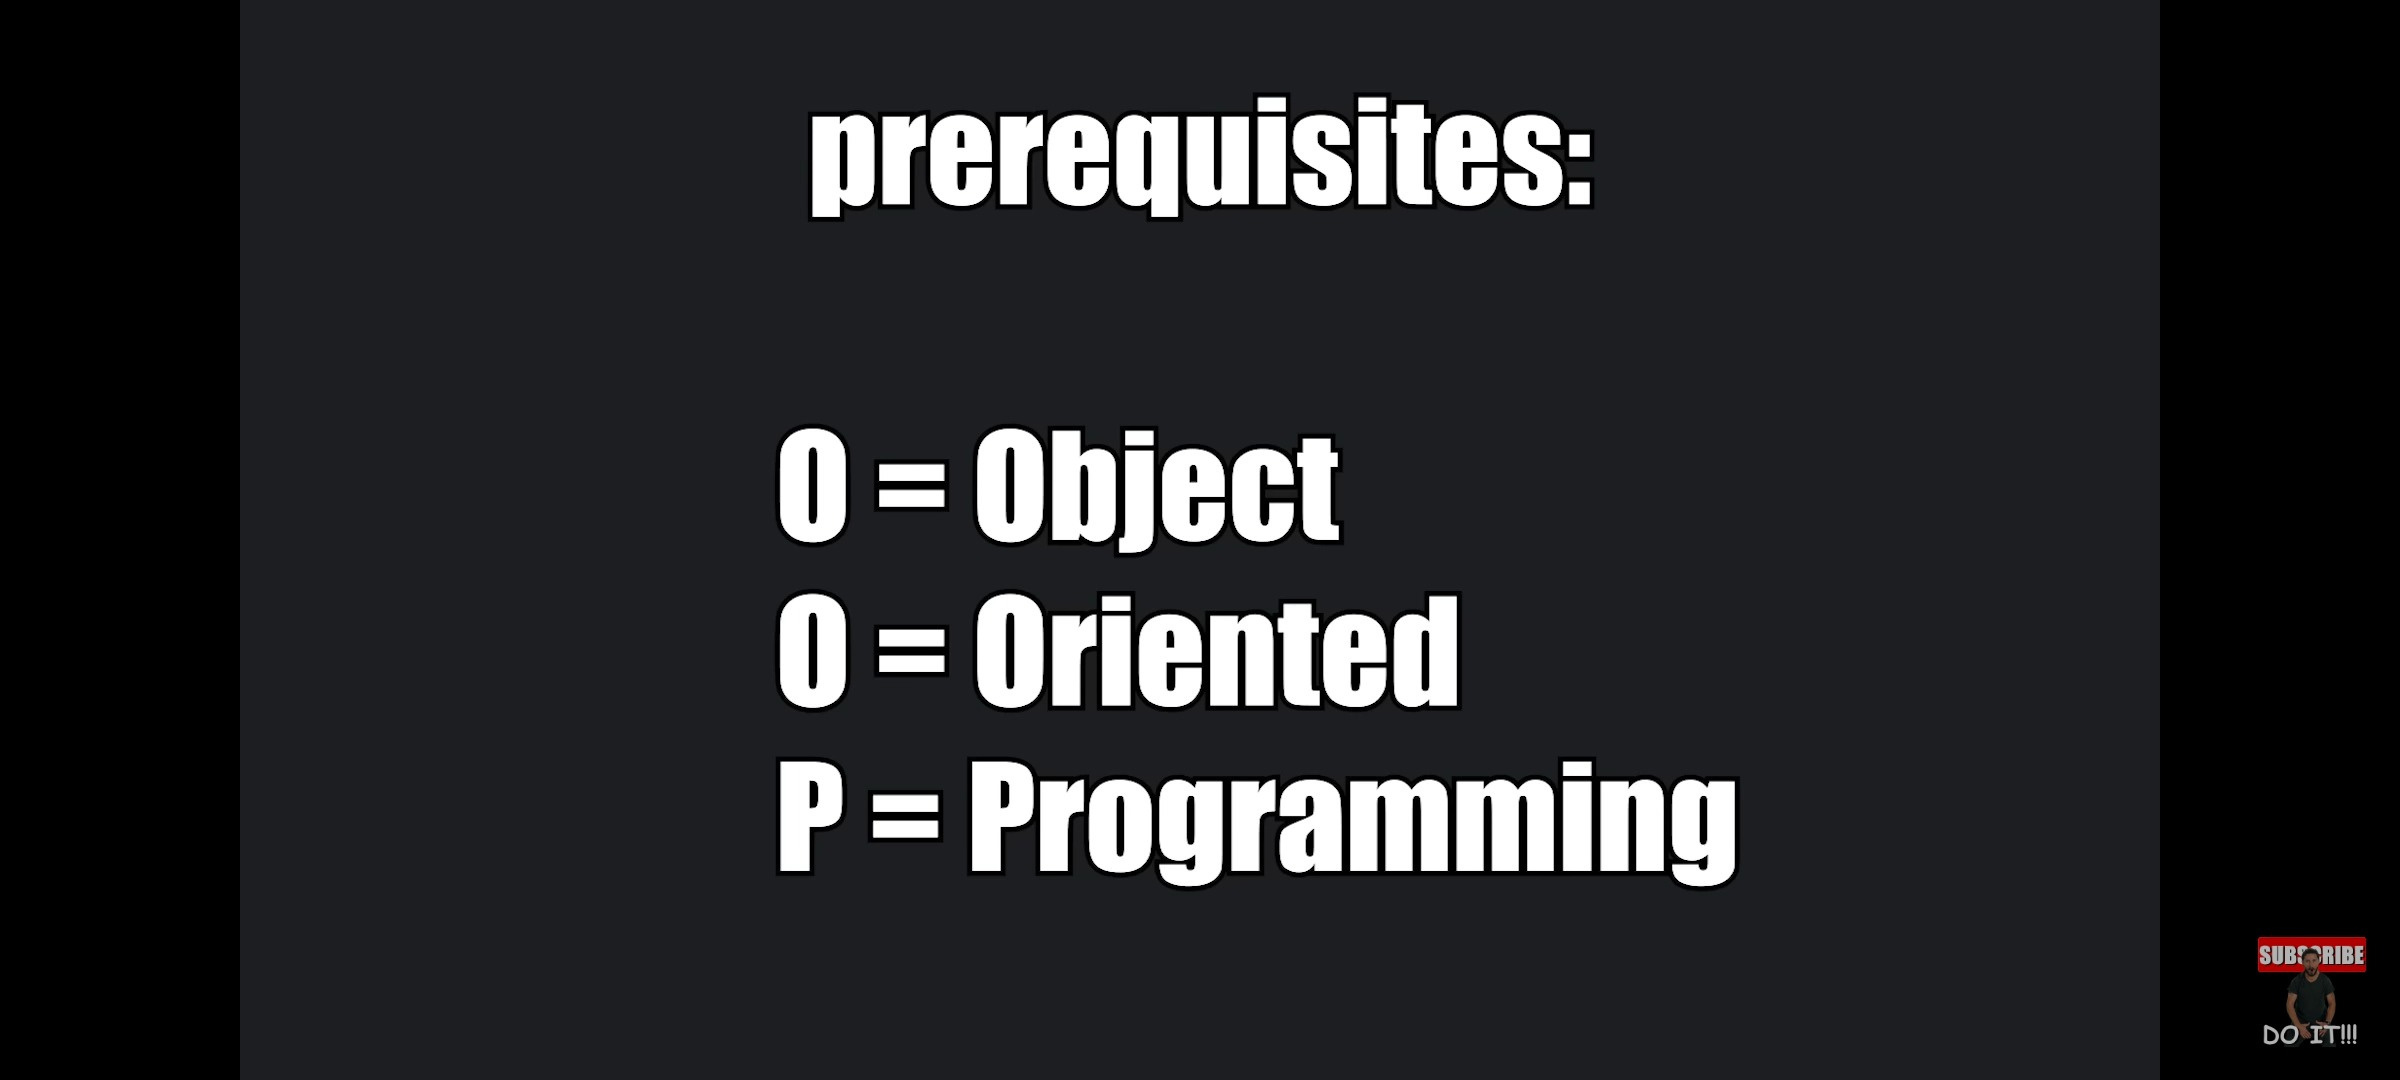 prerequisites:
O = Object
O = Oriented
P = Programming
SUBSCRIBE
DO IT!!!